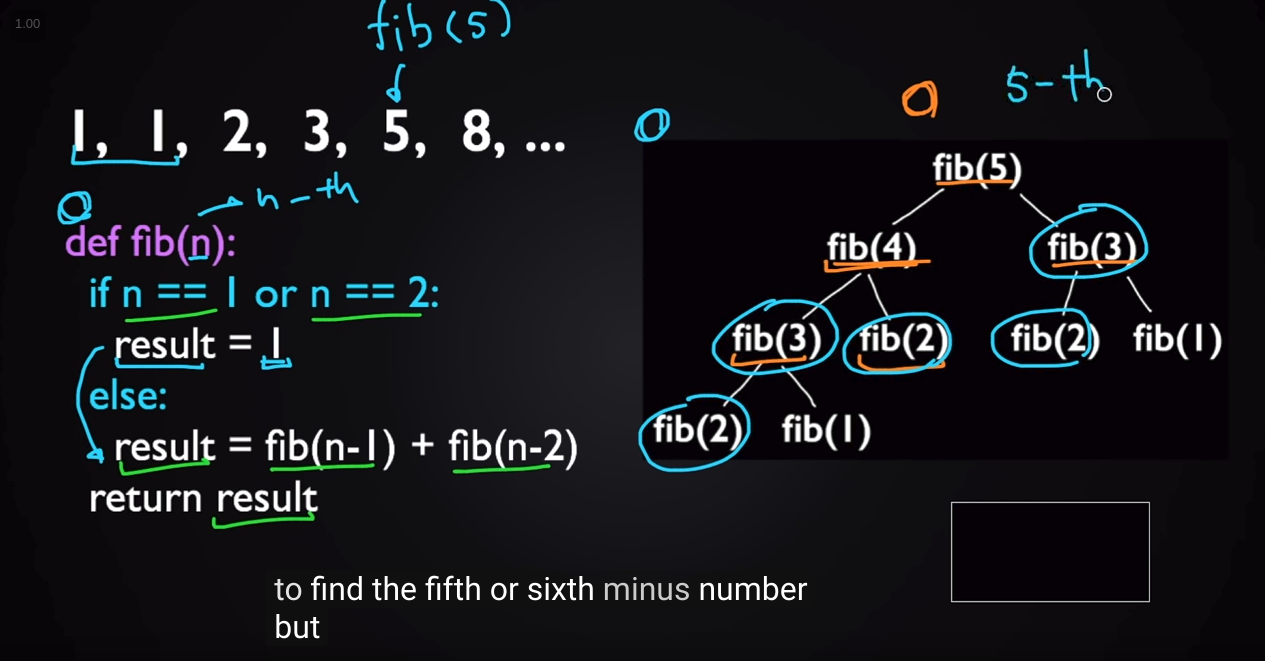 1.00
fib(5)
5-th
1, 1, 2, 3, 5, 8, ...
n-th
def fib(n):
if n == 1 or n == 2:
result = 1
else:
result = fib(n-1) + fib(n-2)
return result
fib(5)
fib(4) fib(3)
fib(3) fib(2) fib(2) fib(1)
fib(2) fib(1)
to find the fifth or sixth minus number
but